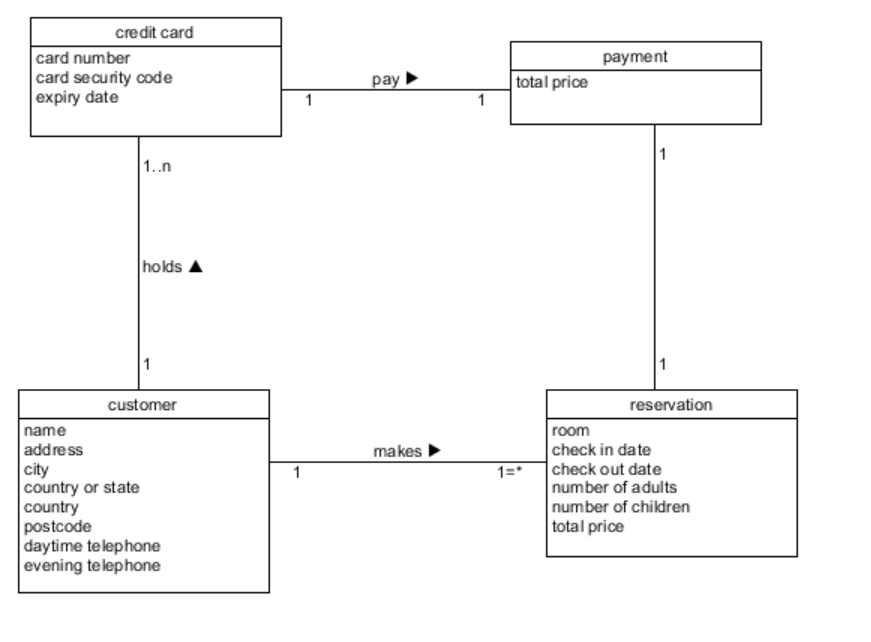 credit card
card number
card security code
expiry date
pay ▶
1
1
payment
total price
1..n
1
holds ▲
1
1
customer
name
address
city
country or state
country
postcode
daytime telephone
evening telephone
makes ▶
1
1=*
reservation
room
check in date
check out date
number of adults
number of children
total price